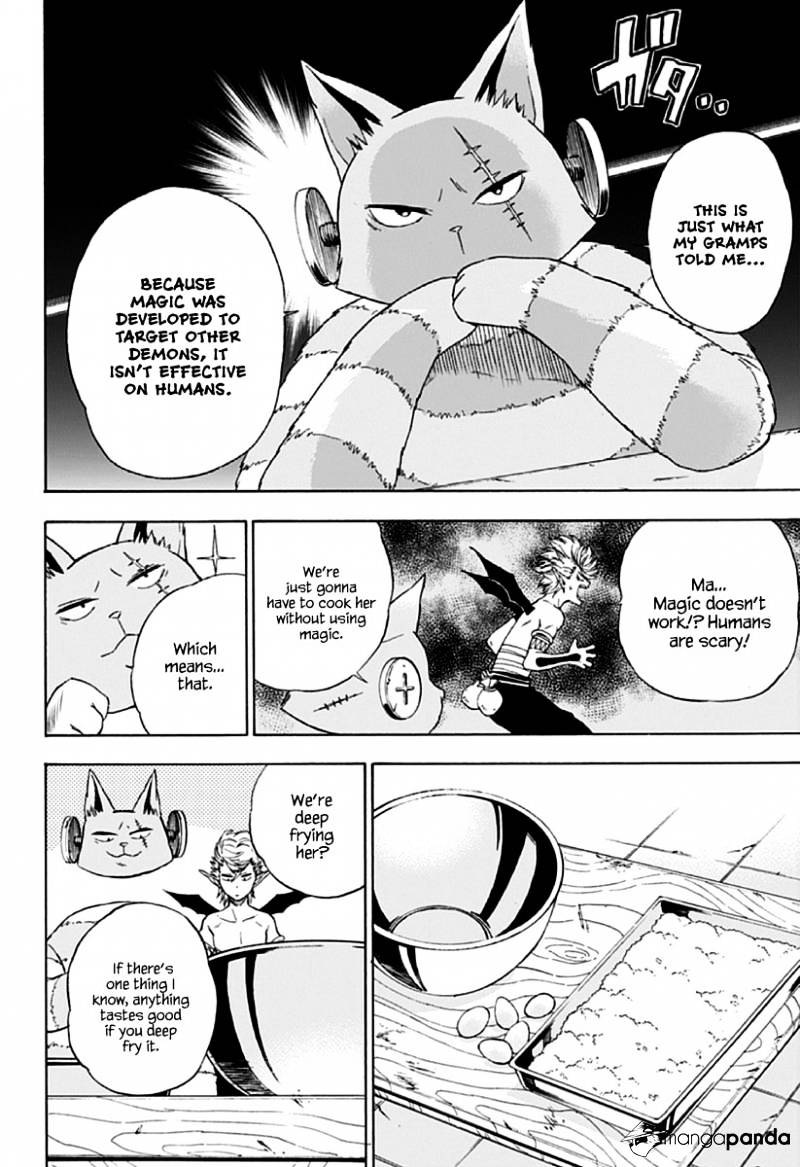 ガタ..
THIS IS
JUST WHAT
MY GRAMPS
TOLD ME...
BECAUSE
MAGIC WAS
DEVELOPED TO
TARGET OTHER
DEMONS, IT
ISN'T EFFECTIVE
ON HUMANS.
Ma...
Magic doesn't
work!? Humans
are scary!
We're
just gonna
have to cook her
without using
magic.
Which
means...
that.
We're
deep
frying
her?
If there's
one thing I
know, anything
tastes good
if you deep
fry it.
mangapanda